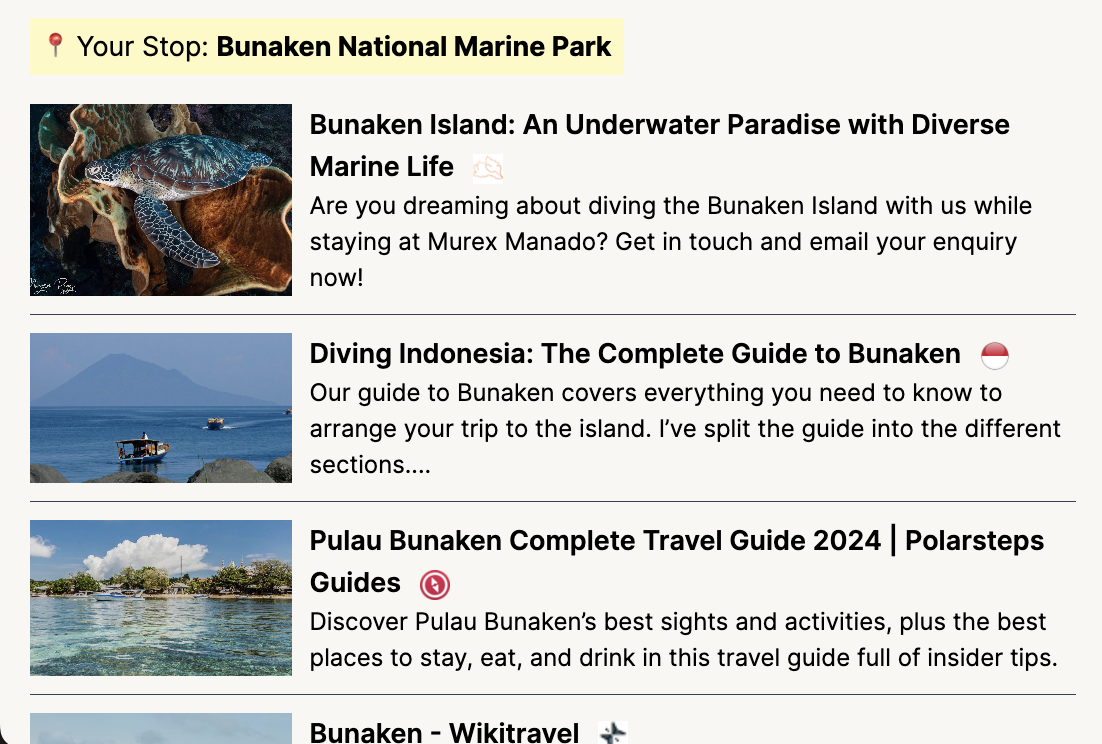 📍 Your Stop: Bunaken National Marine Park
Bunaken Island: An Underwater Paradise with Diverse
Marine Life
Are you dreaming about diving the Bunaken Island with us while
staying at Murex Manado? Get in touch and email your enquiry
now!
Diving Indonesia: The Complete Guide to Bunaken
Our guide to Bunaken covers everything you need to know to
arrange your trip to the island. I’ve split the guide into the different
sections....
Pulau Bunaken Complete Travel Guide 2024 | Polarsteps
Guides
Discover Pulau Bunaken’s best sights and activities, plus the best
places to stay, eat, and drink in this travel guide full of insider tips.
Bunaken - Wikitravel